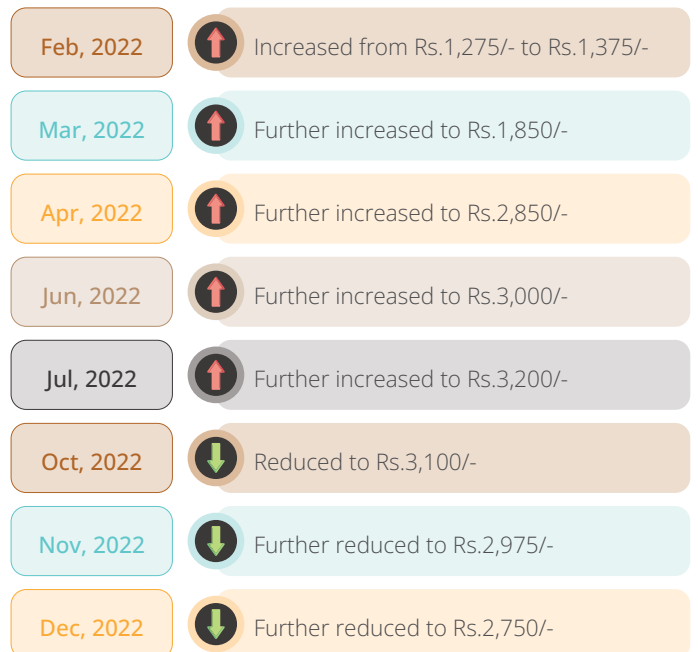 Feb, 2022 Increased from Rs.1,275/- to Rs.1,375/-
Mar, 2022 Further increased to Rs.1,850/-
Apr, 2022 Further increased to Rs.2,850/-
Jun, 2022 Further increased to Rs.3,000/-
Jul, 2022 Further increased to Rs.3,200/-
Oct, 2022 Reduced to Rs.3,100/-
Nov, 2022 Further reduced to Rs.2,975/-
Dec, 2022 Further reduced to Rs.2,750/-